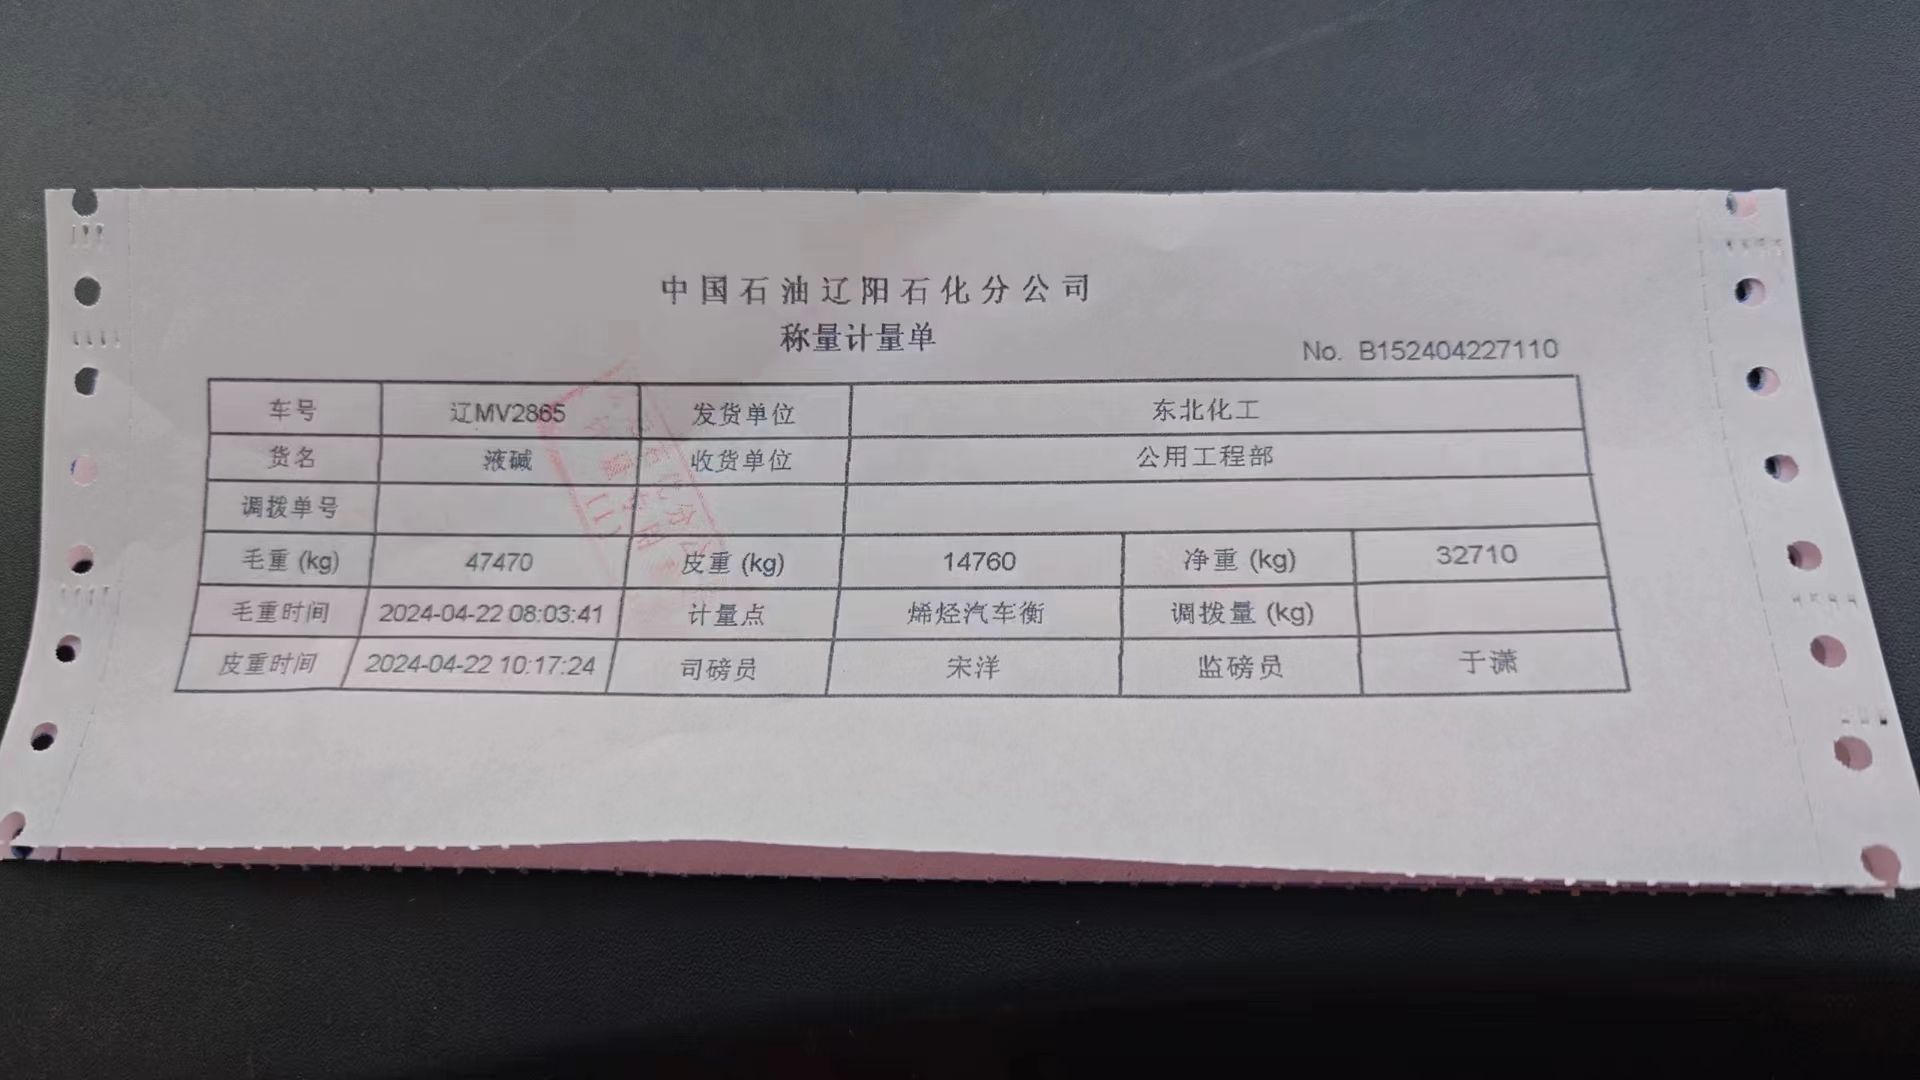 中国石油辽阳石化分公司
称量计量单
No. B152404227110
车号 辽MV2865 发货单位 东北化工
货名 液碱 收货单位 公用工程部
调拨单号
毛重 (kg) 47470 皮重 (kg) 14760 净重 (kg) 32710
毛重时间 2024-04-22 08:03:41 计量点 烯烃汽车衡 调拨量 (kg)
皮重时间 2024-04-22 10:17:24 司磅员 宋洋 监磅员 于潇